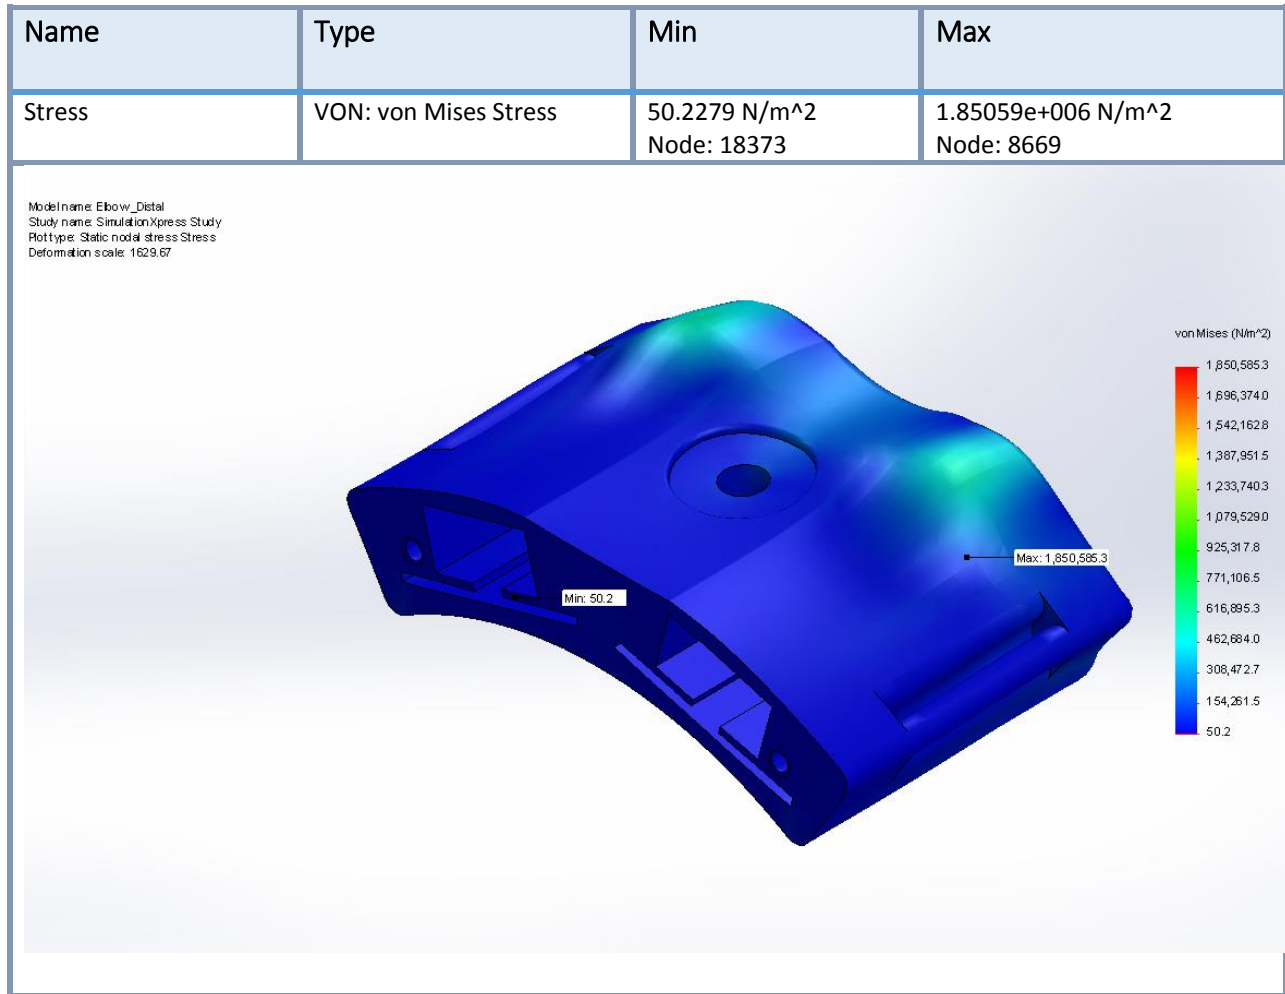 Name Type Min Max
Stress VON: von Mises Stress 50.2279 N/m^2 1.85059e+006 N/m^2
Node: 18373 Node: 8669
Model name: Elbow_Distal
Study name: SimulationXpress Study
Plot type: Static nodal stress Stress
Deformation scale: 1629.67
von Mises (N/m^2)
1,850,585.3
1,696,374.0
1,542,162.8
1,387,951.5
1,233,740.3
1,079,529.0
925,317.8
771,106.5
616,895.3
462,684.0
308,472.7
154,261.5
50.2
Max: 1,850,585.3
Min: 50.2